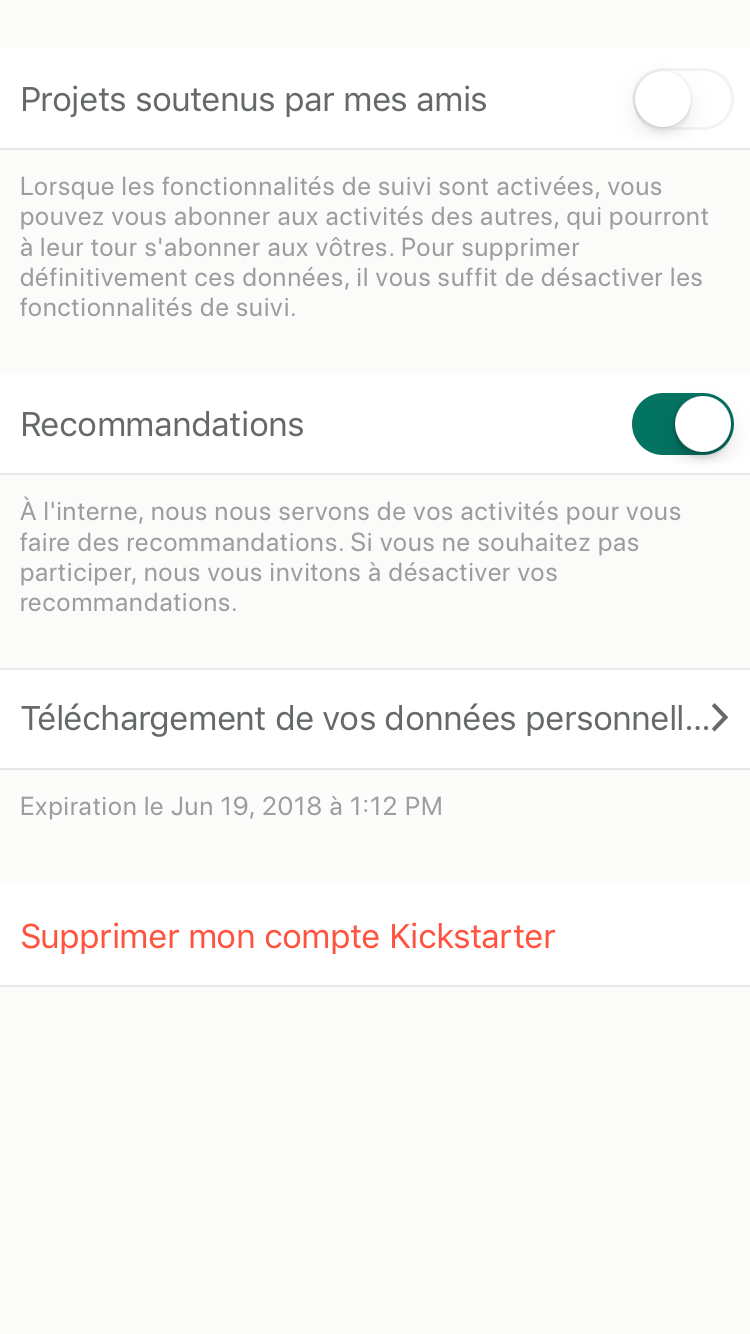 Projets soutenus par mes amis
Lorsque les fonctionnalités de suivi sont activées, vous
pouvez vous abonner aux activités des autres, qui pourront
à leur tour s'abonner aux vôtres. Pour supprimer
définitivement ces données, il vous suffit de désactiver les
fonctionnalités de suivi.
Recommandations
À l'interne, nous nous servons de vos activités pour vous
faire des recommandations. Si vous ne souhaitez pas
participer, nous vous invitons à désactiver vos
recommandations.
Téléchargement de vos données personnell...
Expiration le Jun 19, 2018 à 1:12 PM
Supprimer mon compte Kickstarter